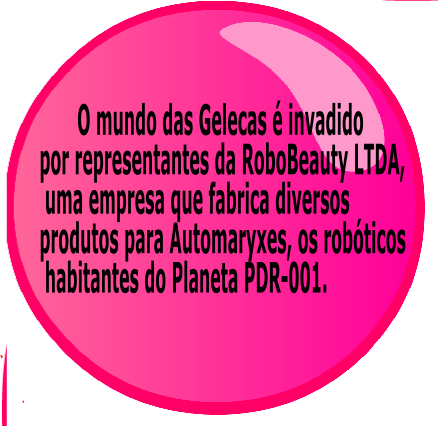 O mundo das Gelecas é invadido
por representantes da RoboBeauty LTDA,
uma empresa que fabrica diversos
produtos para Automaryxes, os robóticos
habitantes do Planeta PDR-001.